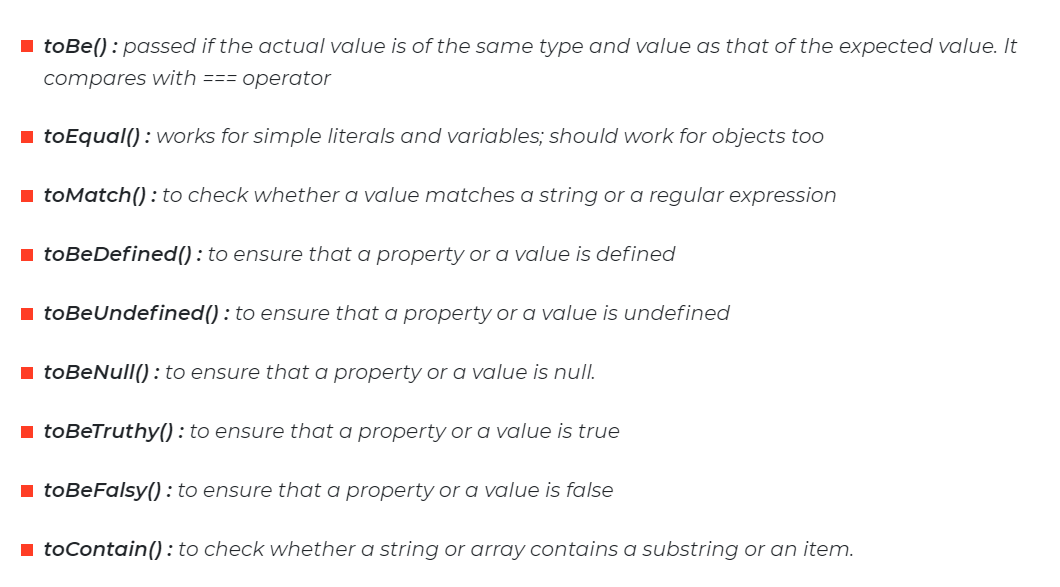 toBe() : passed if the actual value is of the same type and value as that of the expected value. It
compares with === operator
toEqual() : works for simple literals and variables; should work for objects too
toMatch() : to check whether a value matches a string or a regular expression
toBeDefined() : to ensure that a property or a value is defined
toBeUndefined() : to ensure that a property or a value is undefined
toBeNull() : to ensure that a property or a value is null.
toBeTruthy() : to ensure that a property or a value is true
toBeFalsy() : to ensure that a property or a value is false
toContain() : to check whether a string or array contains a substring or an item.